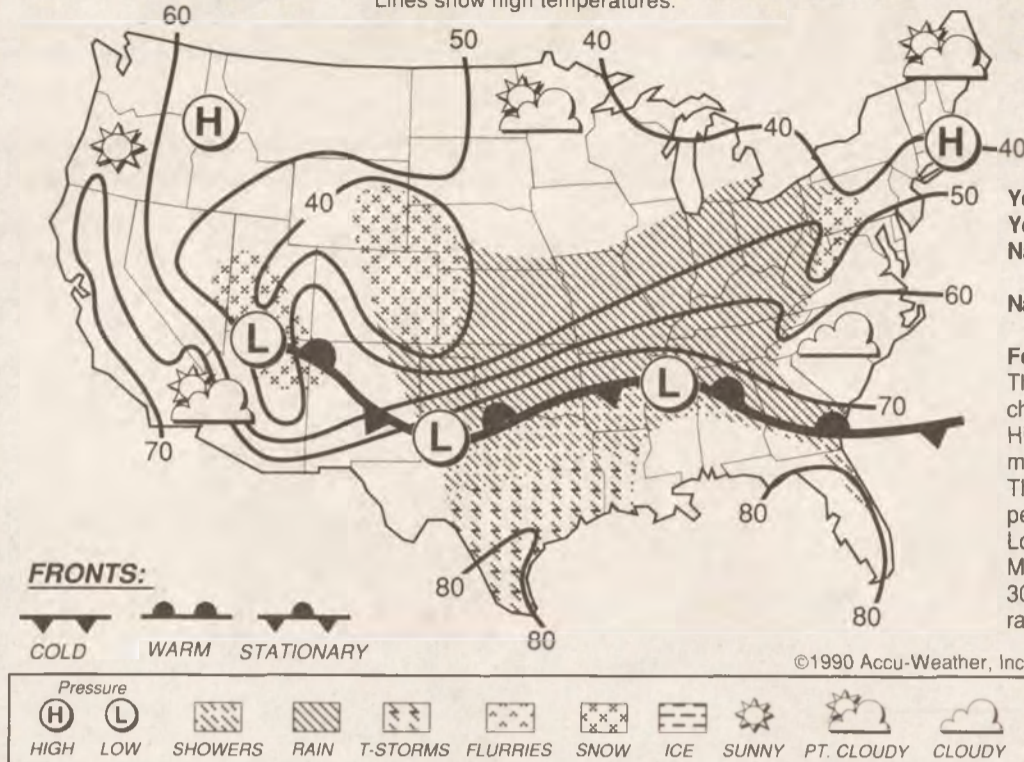 Lines show high temperatures.
60
50
40
H
40
H
40
50
40
L
60
L
L
70
70
80
80
80
80
FRONTS:
COLD WARM STATIONARY
©1990 Accu-Weather, Inc
Pressure
H L
HIGH LOW SHOWERS RAIN T-STORMS FLURRIES SNOW ICE SUNNY PT. CLOUDY CLOUDY